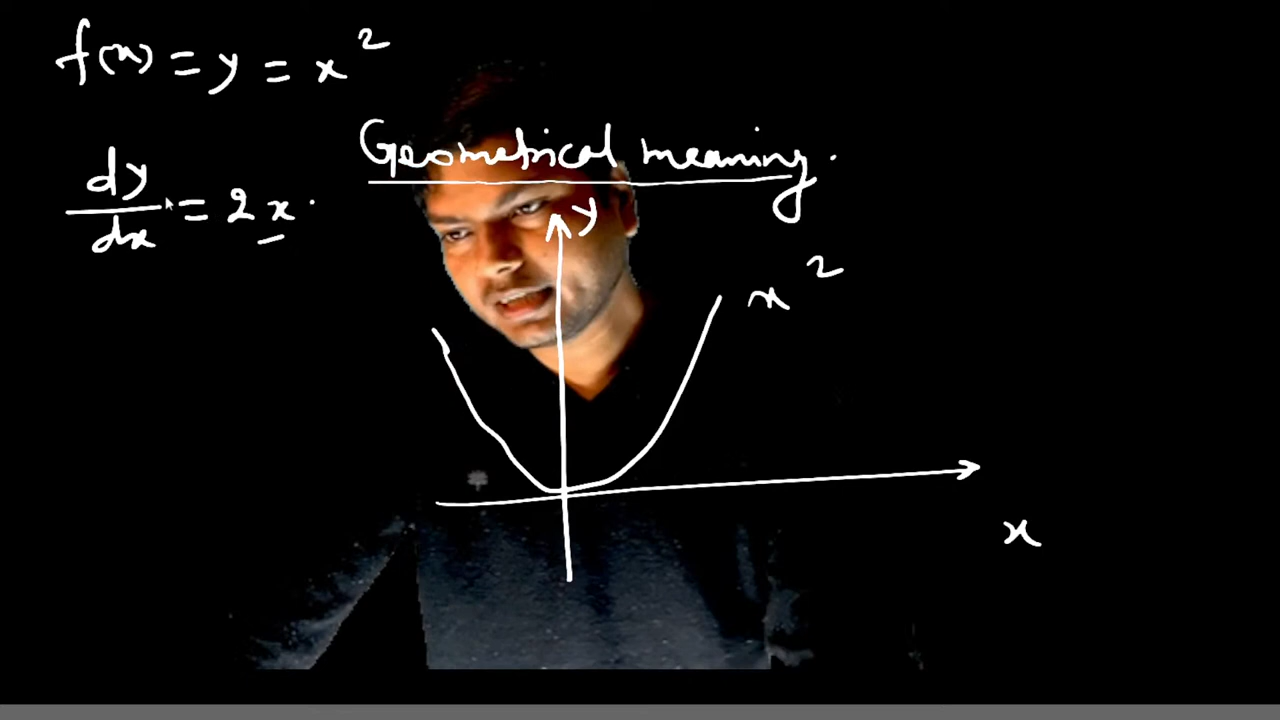 f(x) = y = x²
Geometrical meaning.
dy/dx = 2x.
y
x²
x